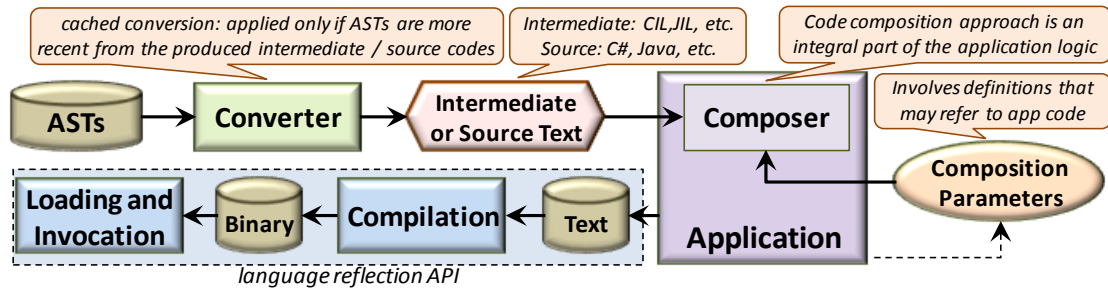 cached conversion: applied only if ASTs are more
recent from the produced intermediate / source codes
Intermediate: CIL,JIL, etc.
Source: C#, Java, etc.
Code composition approach is an
integral part of the application logic
Involves definitions that
may refer to app code
ASTs
Converter
Intermediate
or Source Text
Composer
Composition
Parameters
Loading and
Invocation
Binary
Compilation
Text
Application
language reflection API